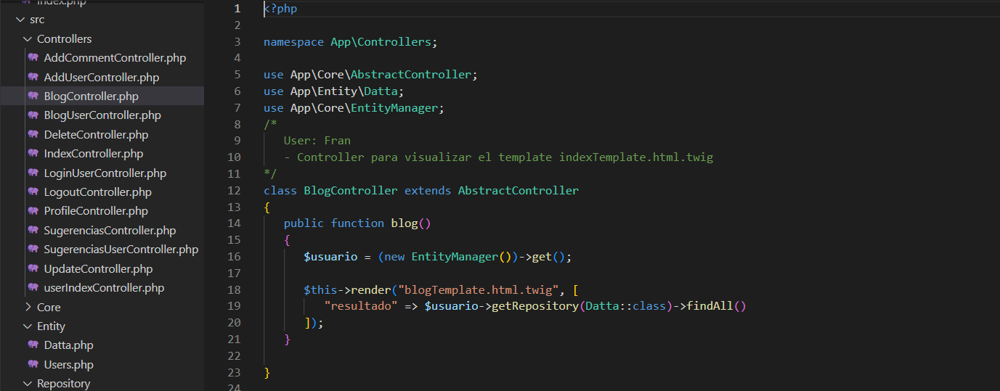 index.php
src
Controllers
AddCommentController.php
AddUserController.php
BlogController.php
BlogUserController.php
DeleteController.php
IndexController.php
LoginUserController.php
LogoutController.php
ProfileController.php
SugerenciasController.php
SugerenciasUserController.php
UpdateController.php
userIndexController.php
Core
Entity
Datta.php
Users.php
Repository
1 <?php
2
3 namespace App\Controllers;
4
5 use App\Core\AbstractController;
6 use App\Entity\Datta;
7 use App\Core\EntityManager;
8 /*
9 User: Fran
10 - Controller para visualizar el template indexTemplate.html.twig
11 */
12 class BlogController extends AbstractController
13 {
14 public function blog()
15 {
16 $usuario = (new EntityManager())->get();
17
18 $this->render("blogTemplate.html.twig", [
19 "resultado" => $usuario->getRepository(Datta::class)->findAll()
20 ]);
21 }
22
23 }
24